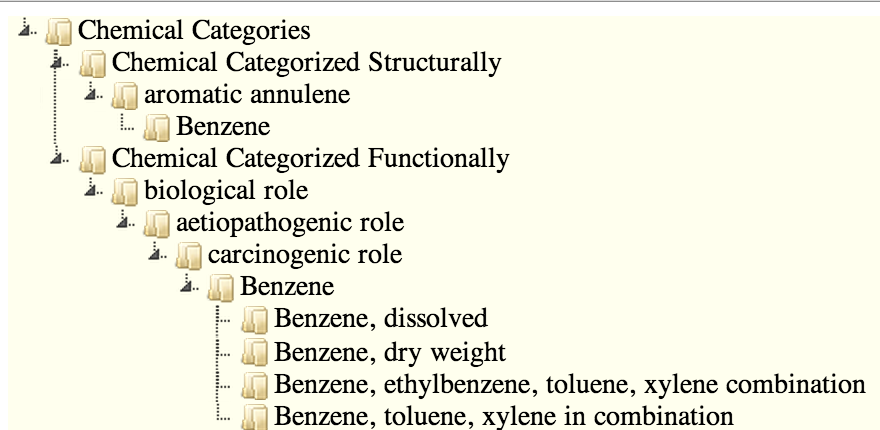 Chemical Categories
Chemical Categorized Structurally
aromatic annulene
Benzene
Chemical Categorized Functionally
biological role
aetiopathogenic role
carcinogenic role
Benzene
Benzene, dissolved
Benzene, dry weight
Benzene, ethylbenzene, toluene, xylene combination
Benzene, toluene, xylene in combination